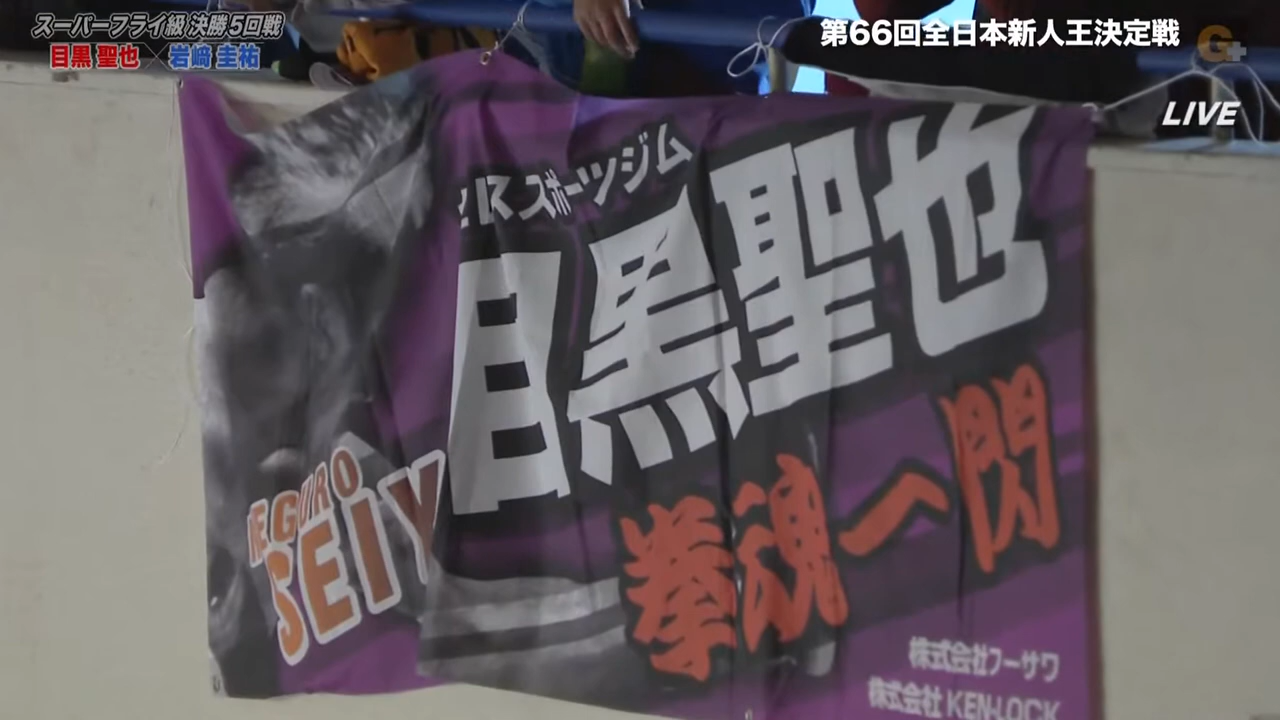 スーパーフライ級 決勝 5回戦
目黒 聖也 × 岩﨑 圭祐
第66回全日本新人王決定戦
G+
LIVE
スポーツジム
目黒聖也
MEGURO
SEIY
拳魂一閃
株式会社フーサワ
株式会社 KEN-LOCK